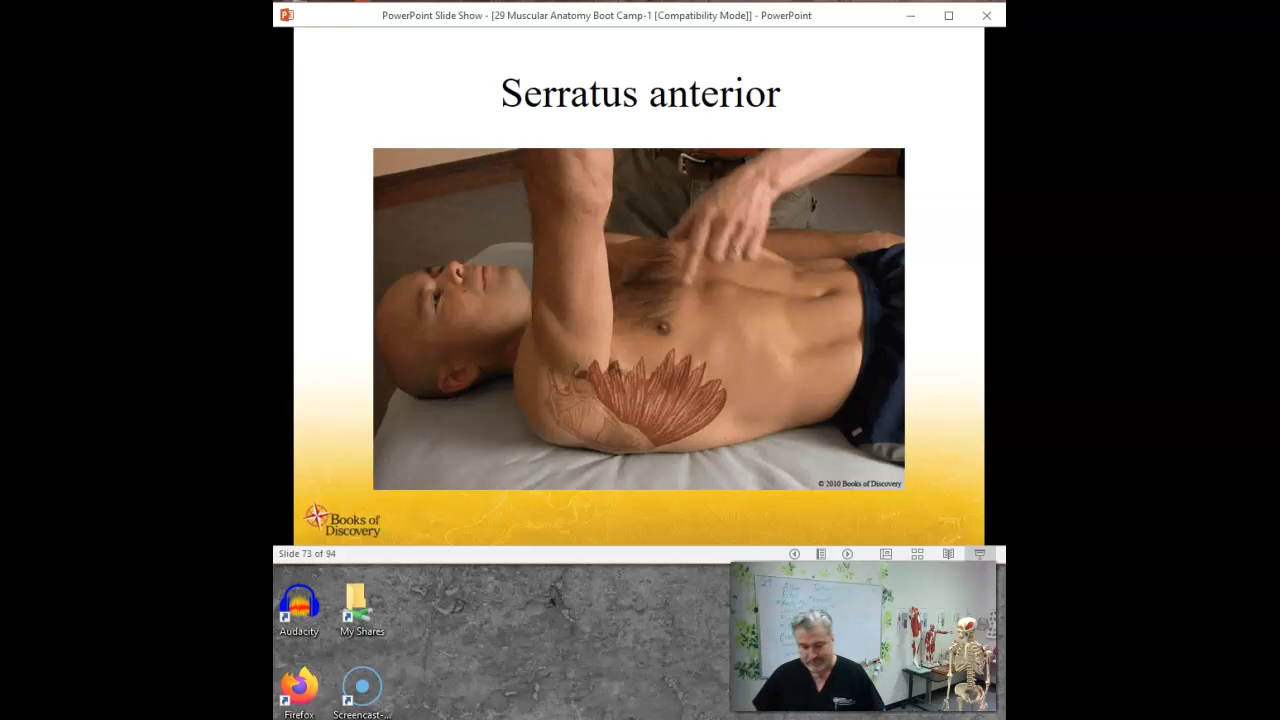 PowerPoint Slide Show - [29 Muscular Anatomy Boot Camp-1 [Compatibility Mode]] - PowerPoint
Serratus anterior
© 2010 Books of Discovery
Books of
Discovery
Slide 73 of 94
Audacity
My Shares
Firefox
Screencast-...